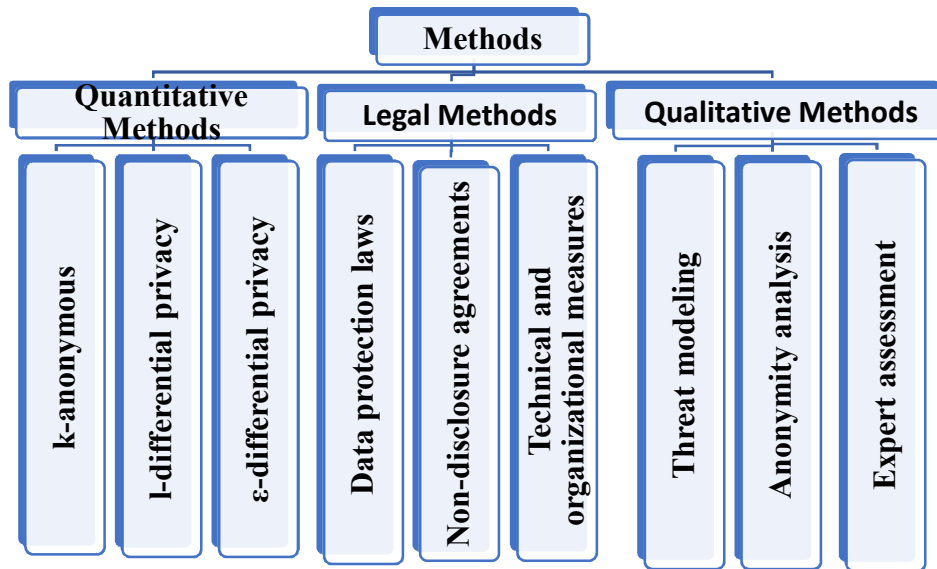 Methods
Quantitative
Methods
Legal Methods
Qualitative Methods
k-anonymous
l-differential privacy
ε-differential privacy
Data protection laws
Non-disclosure agreements
Technical and
organizational measures
Threat modeling
Anonymity analysis
Expert assessment